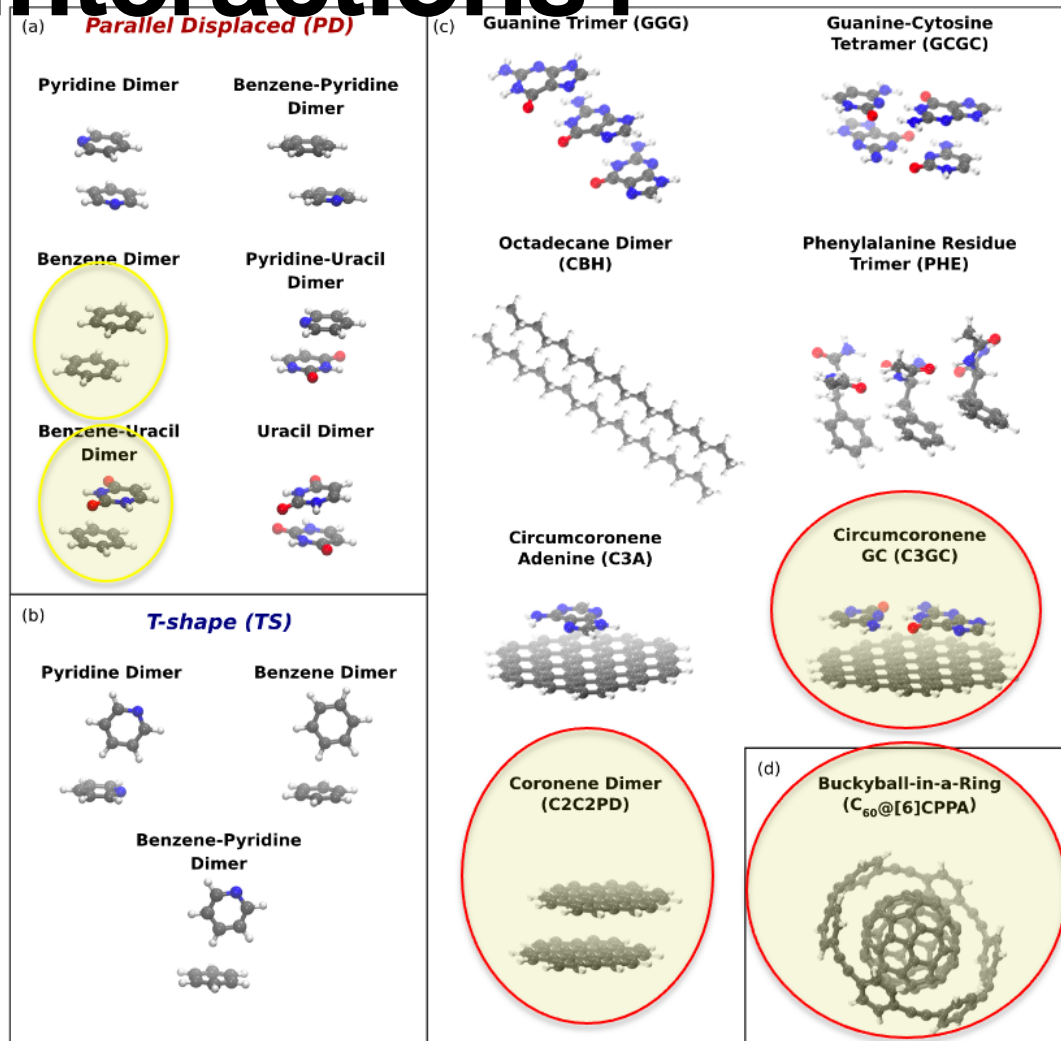 Interactions?
(a)
Parallel Displaced (PD)
Pyridine Dimer
Benzene-Pyridine
Dimer
Benzene Dimer
Pyridine-Uracil
Dimer
Benzene-Uracil
Dimer
Uracil Dimer
(b)
T-shape (TS)
Pyridine Dimer
Benzene Dimer
Benzene-Pyridine
Dimer
(c)
Guanine Trimer (GGG)
Guanine-Cytosine
Tetramer (GCGC)
Octadecane Dimer
(CBH)
Phenylalanine Residue
Trimer (PHE)
Circumcoronene
Adenine (C3A)
Circumcoronene
GC (C3GC)
Coronene Dimer
(C2C2PD)
(d)
Buckyball-in-a-Ring
(C₆₀@[6]CPPA)